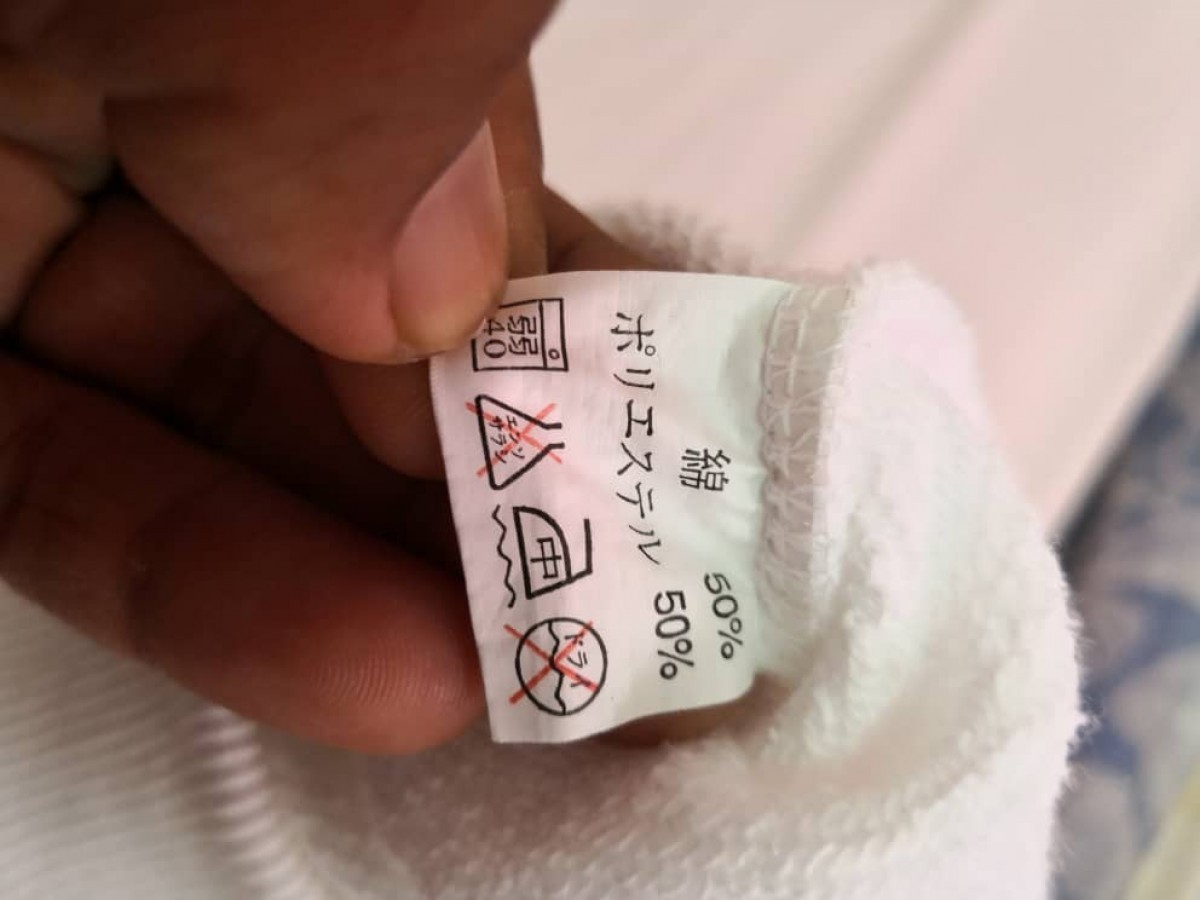 綿 50%
ポリエステル 50%
弱
40
エンソ
サラシ
中
ドライ